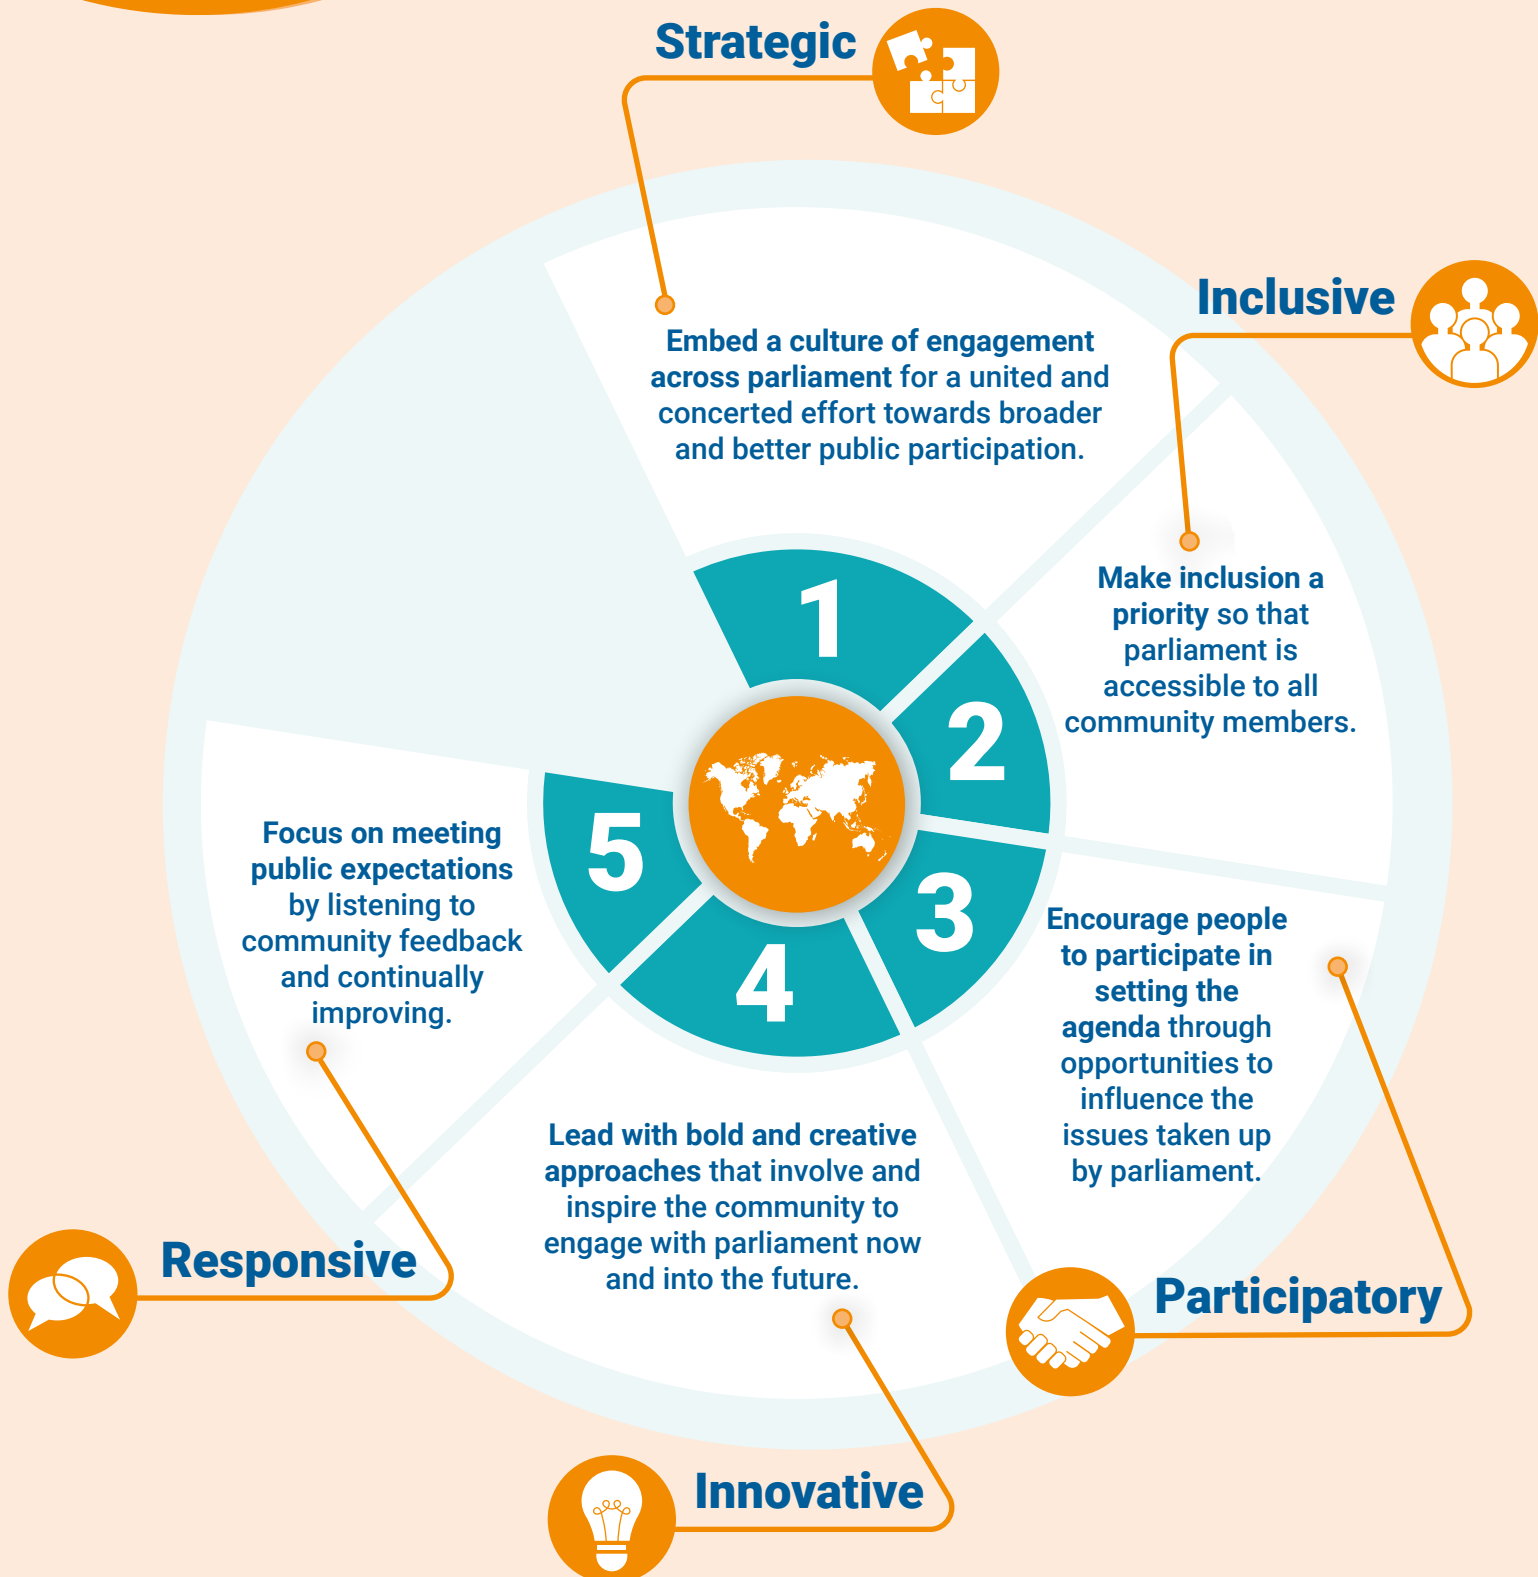 Strategic
Embed a culture of engagement
across parliament for a united and
concerted effort towards broader
and better public participation.
1
Inclusive
Make inclusion a
priority so that
parliament is
accessible to all
community members.
2
Encourage people
to participate in
setting the
agenda through
opportunities to
influence the
issues taken up
by parliament.
3
Participatory
4
Lead with bold and creative
approaches that involve and
inspire the community to
engage with parliament now
and into the future.
Innovative
5
Focus on meeting
public expectations
by listening to
community feedback
and continually
improving.
Responsive